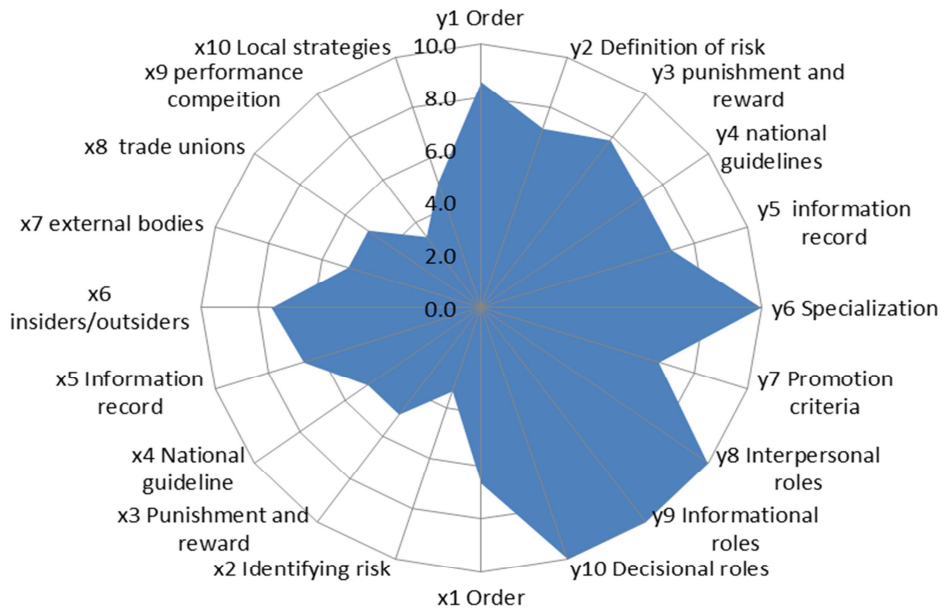 y1 Order
10.0
8.0
6.0
4.0
2.0
0.0
y2 Definition of risk
y3 punishment and
reward
y4 national
guidelines
y5 information
record
y6 Specialization
y7 Promotion
criteria
y8 Interpersonal
roles
y9 Informational
roles
y10 Decisional roles
x1 Order
x2 Identifying risk
x3 Punishment and
reward
x4 National
guideline
x5 Information
record
x6
insiders/outsiders
x7 external bodies
x8 trade unions
x9 performance
compeition
x10 Local strategies